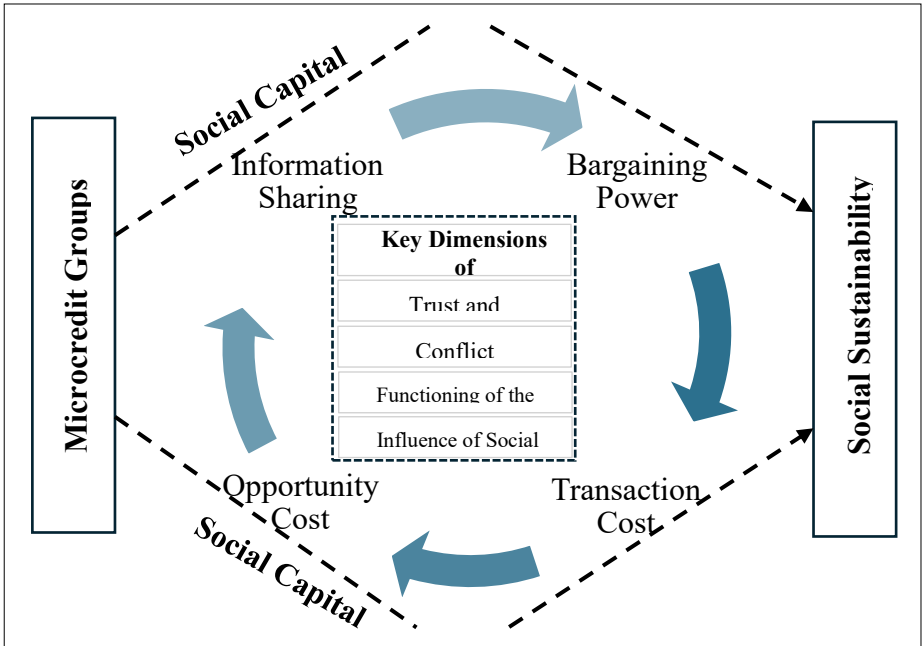 Social Capital
Information
Sharing
Bargaining
Power
Microcredit Groups
Key Dimensions
of
Trust and
Conflict
Functioning of the
Influence of Social
Social Sustainability
Opportunity
Cost
Transaction
Cost
Social Capital